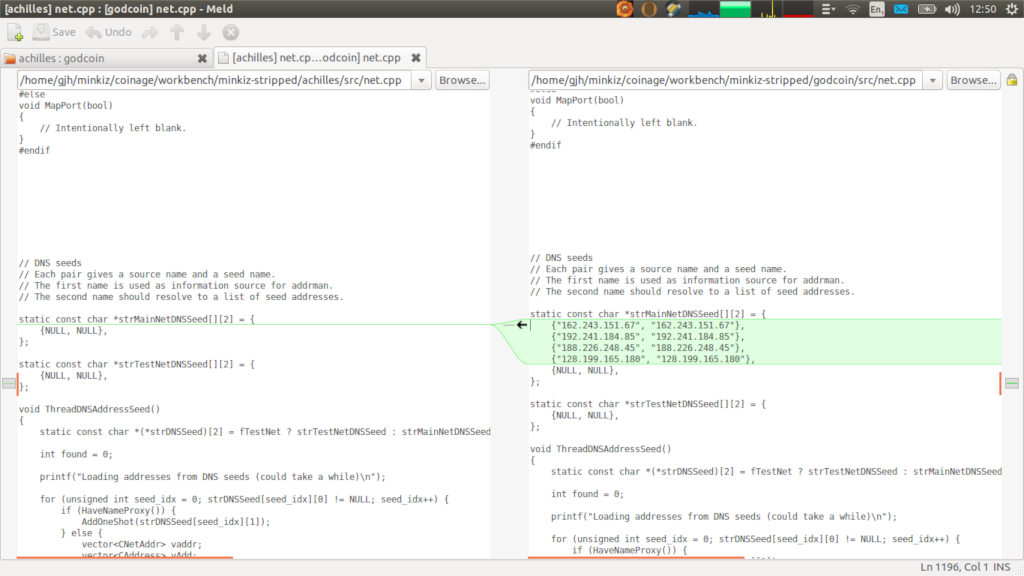 [achilles] net.cpp : [godcoin] net.cpp - Meld
En
12:50
Save
Undo
achilles : godcoin
[achilles] net.cp...odcoin] net.cpp
/home/gjh/minkiz/coinage/workbench/minkiz-stripped/achilles/src/net.cpp
Browse...
#else
void MapPort(bool)
{
// Intentionally left blank.
}
#endif
// DNS seeds
// Each pair gives a source name and a seed name.
// The first name is used as information source for addrman.
// The second name should resolve to a list of seed addresses.
static const char *strMainNetDNSSeed[][2] = {
{NULL, NULL},
};
static const char *strTestNetDNSSeed[][2] = {
{NULL, NULL},
};
void ThreadDNSAddressSeed()
{
static const char *(*strDNSSeed)[2] = fTestNet ? strTestNetDNSSeed : strMainNetDNSSeed
int found = 0;
printf("Loading addresses from DNS seeds (could take a while)\n");
for (unsigned int seed_idx = 0; strDNSSeed[seed_idx][0] != NULL; seed_idx++) {
if (HaveNameProxy()) {
AddOneShot(strDNSSeed[seed_idx][1]);
} else {
vector<CNetAddr> vaddr;
vector<CAddress> vAdd;
/home/gjh/minkiz/coinage/workbench/minkiz-stripped/godcoin/src/net.cpp
Browse...
void MapPort(bool)
{
// Intentionally left blank.
}
#endif
// DNS seeds
// Each pair gives a source name and a seed name.
// The first name is used as information source for addrman.
// The second name should resolve to a list of seed addresses.
static const char *strMainNetDNSSeed[][2] = {
{"162.243.151.67", "162.243.151.67"},
{"192.241.184.85", "192.241.184.85"},
{"188.226.248.45", "188.226.248.45"},
{"128.199.165.180", "128.199.165.180"},
{NULL, NULL},
};
static const char *strTestNetDNSSeed[][2] = {
{NULL, NULL},
};
void ThreadDNSAddressSeed()
{
static const char *(*strDNSSeed)[2] = fTestNet ? strTestNetDNSSeed : strMainNetDNSSeed
int found = 0;
printf("Loading addresses from DNS seeds (could take a while)\n");
for (unsigned int seed_idx = 0; strDNSSeed[seed_idx][0] != NULL; seed_idx++) {
if (HaveNameProxy()) {
Ln 1196, Col 1 INS